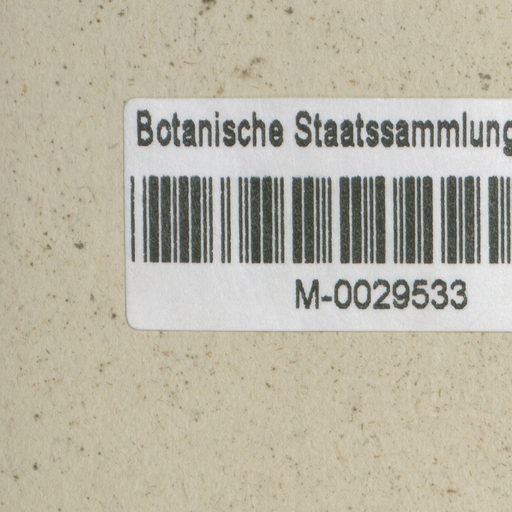 Botanische Staatssammlung
M-0029533